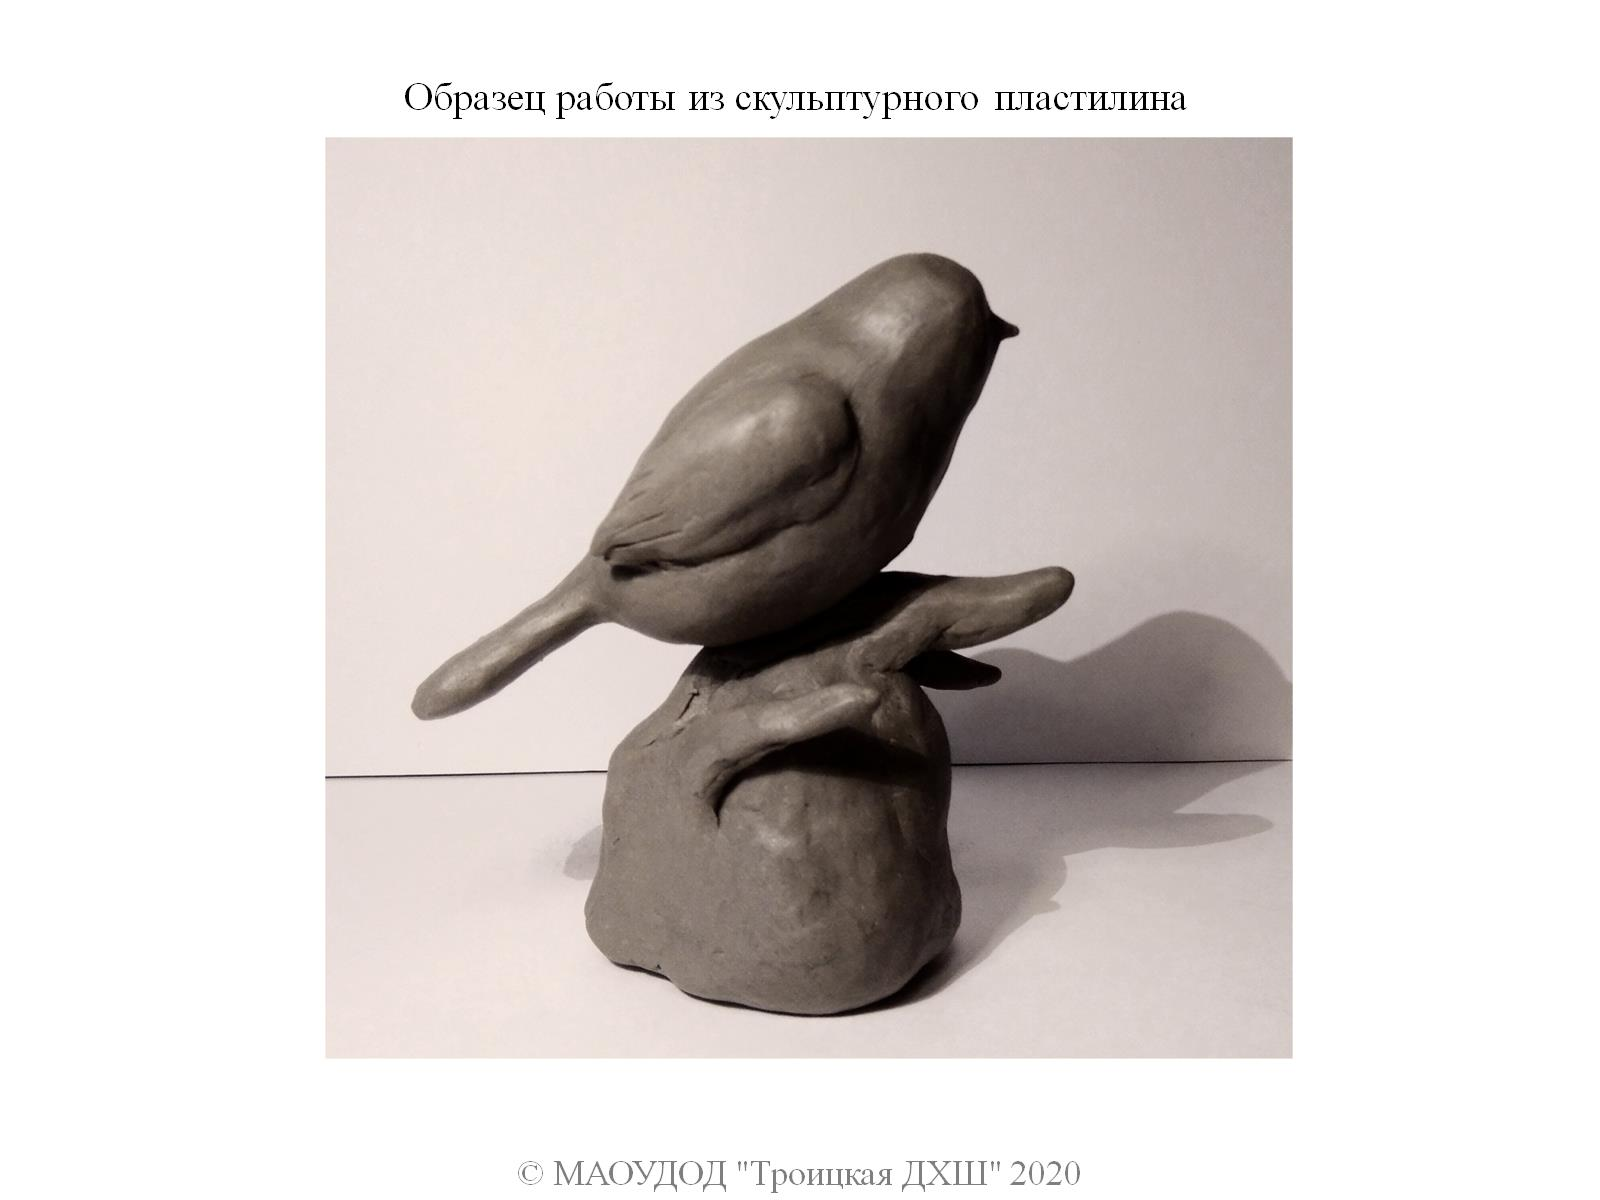 Образец работы из скульптурного пластилина
© МАОУДОД "Троицкая ДХШ" 2020